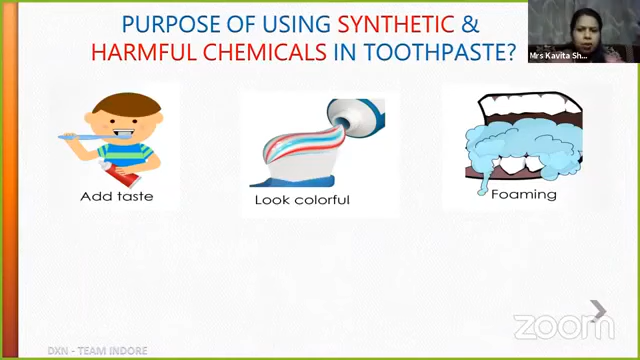 PURPOSE OF USING SYNTHETIC &
HARMFUL CHEMICALS IN TOOTHPASTE?
Mrs Kavita Sh...
Add taste
Look colorful
Foaming
zoom
DXN - TEAM INDORE